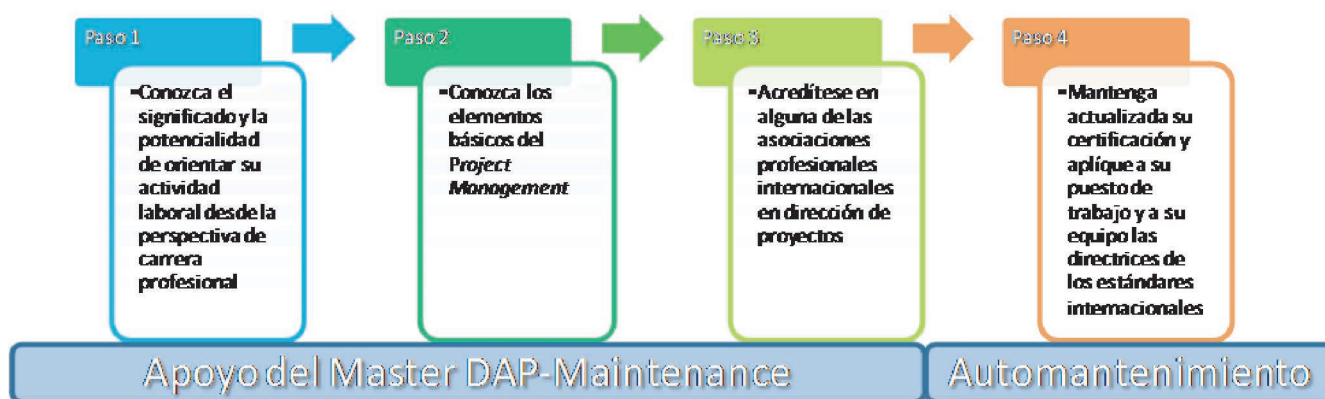 Paso 1
-Conozca el
significado y la
potencialidad
de orientar su
actividad
laboral desde la
perspectiva de
carrera
profesional
Paso 2
-Conozca los
elementos
básicos del
Project
Management
Paso 3
-Acredítese en
alguna de las
asociaciones
profesionales
internacionales
en dirección de
proyectos
Paso 4
-Mantenga
actualizada su
certificación y
aplíque a su
puesto de
trabajo y a su
equipo las
directrices de
los estándares
internacionales
Apoyo del Master DAP-Maintenance
Automantenimiento